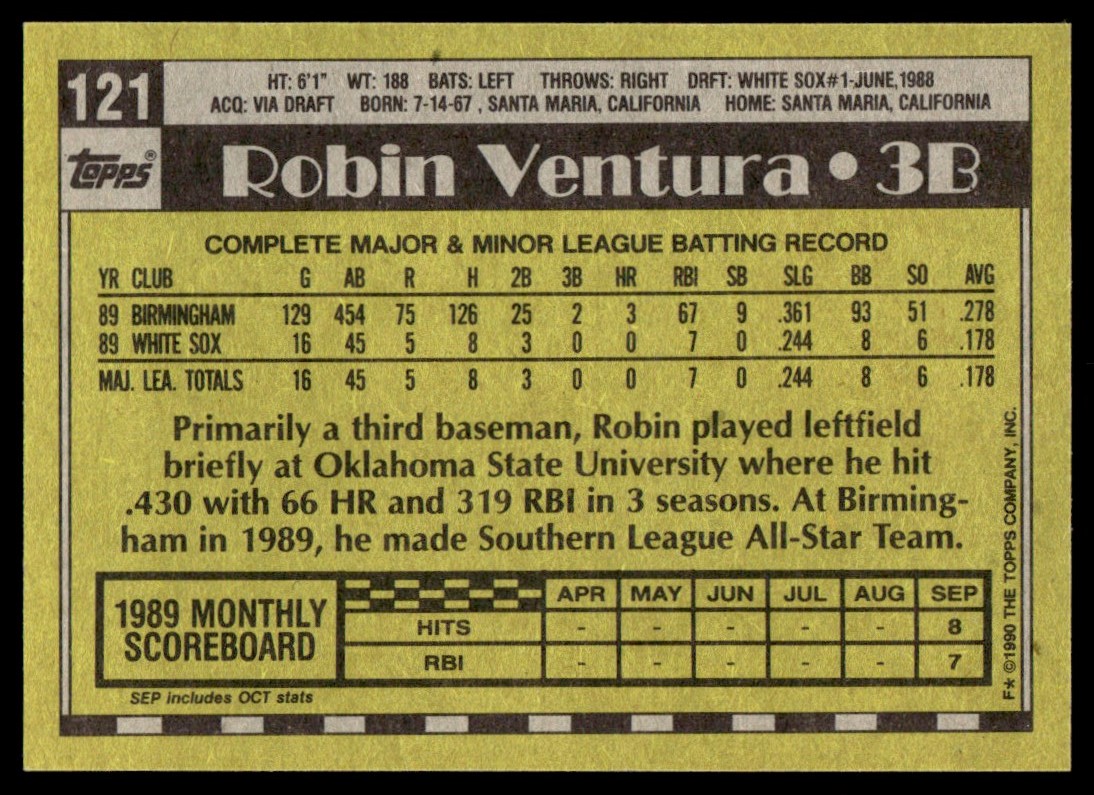 121
HT: 6'1" WT: 188 BATS: LEFT THROWS: RIGHT DRFT: WHITE SOX#1-JUNE, 1988
ACQ: VIA DRAFT BORN: 7-14-67 , SANTA MARIA, CALIFORNIA HOME: SANTA MARIA, CALIFORNIA
topps®
Robin Ventura • 3B
COMPLETE MAJOR & MINOR LEAGUE BATTING RECORD
YR CLUB G AB R H 2B 3B HR RBI SB SLG BB SO AVG
89 BIRMINGHAM 129 454 75 126 25 2 3 67 9 .361 93 51 .278
89 WHITE SOX 16 45 5 8 3 0 0 7 0 .244 8 6 .178
MAJ. LEA. TOTALS 16 45 5 8 3 0 0 7 0 .244 8 6 .178
Primarily a third baseman, Robin played leftfield
briefly at Oklahoma State University where he hit
.430 with 66 HR and 319 RBI in 3 seasons. At Birming-
ham in 1989, he made Southern League All-Star Team.
1989 MONTHLY
SCOREBOARD
APR MAY JUN JUL AUG SEP
HITS - - - - - 8
RBI - - - - - 7
SEP includes OCT stats
F* ©1990 THE TOPPS COMPANY, INC.